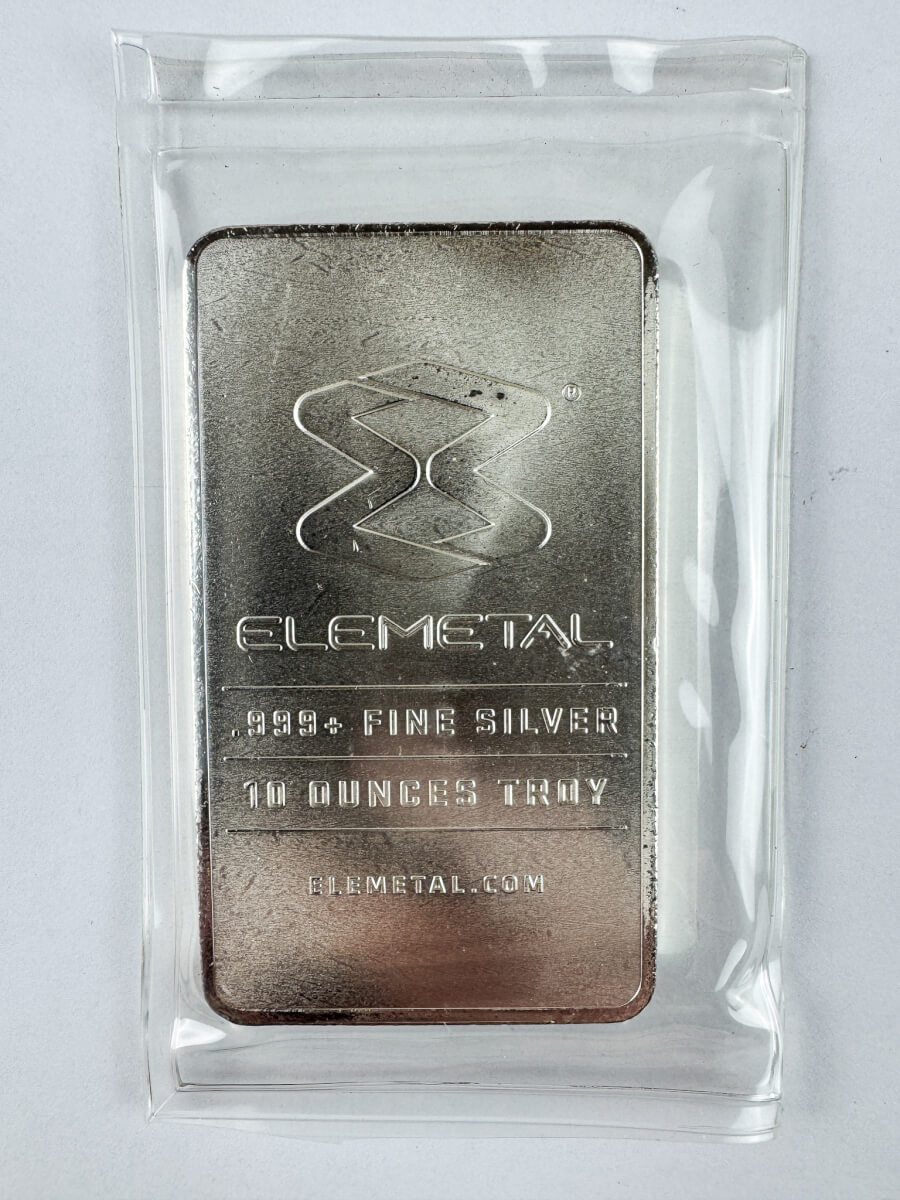 ®
ELEMETAL
.999+ FINE SILVER
10 OUNCES TROY
ELEMETAL.COM